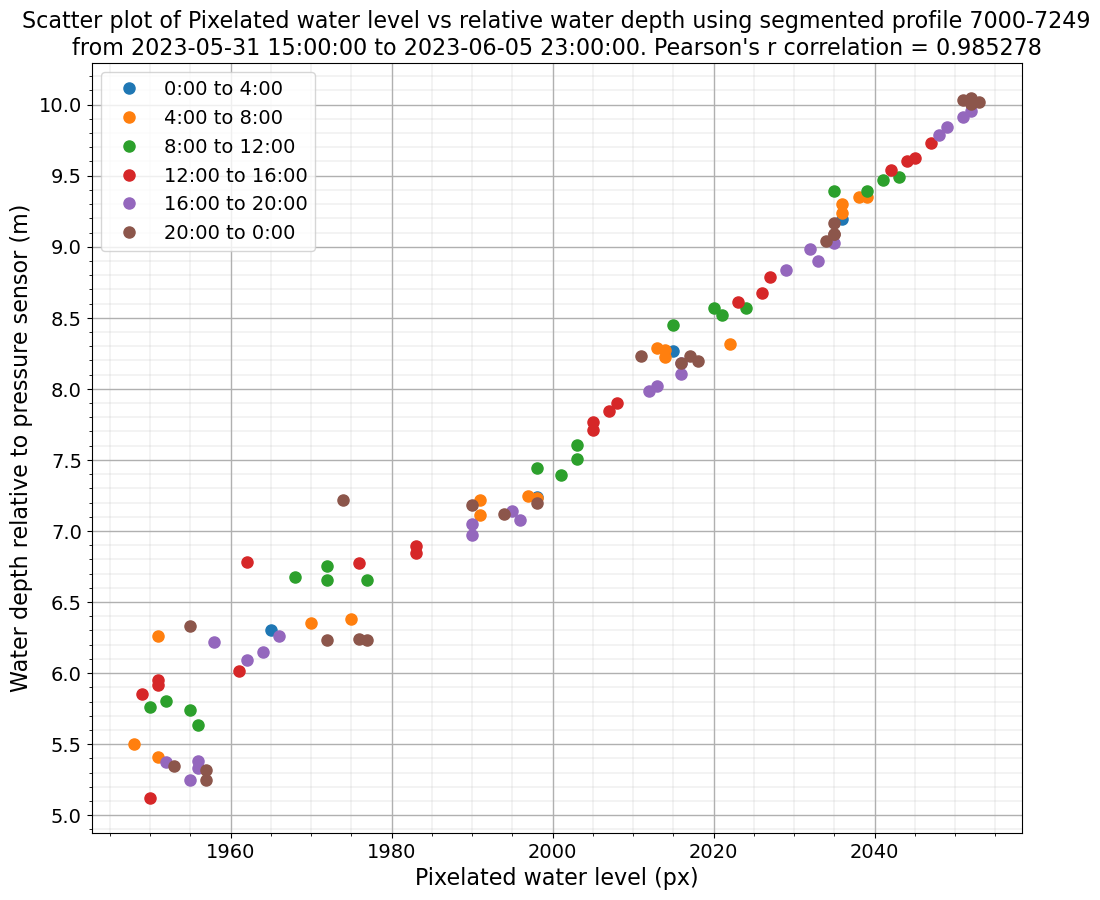 Scatter plot of Pixelated water level vs relative water depth using segmented profile 7000-7249
from 2023-05-31 15:00:00 to 2023-06-05 23:00:00. Pearson's r correlation = 0.985278
0:00 to 4:00
4:00 to 8:00
8:00 to 12:00
12:00 to 16:00
16:00 to 20:00
20:00 to 0:00
Water depth relative to pressure sensor (m)
10.0
9.5
9.0
8.5
8.0
7.5
7.0
6.5
6.0
5.5
5.0
1960 1980 2000 2020 2040
Pixelated water level (px)